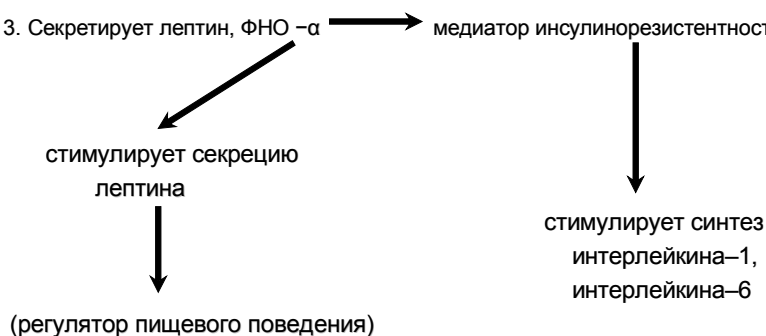 3. Секретирует лептин, ФНО −α медиатор инсулинорезистентност
стимулирует секрецию
лептина
стимулирует синтез
интерлейкина–1,
интерлейкина–6
(регулятор пищевого поведения)